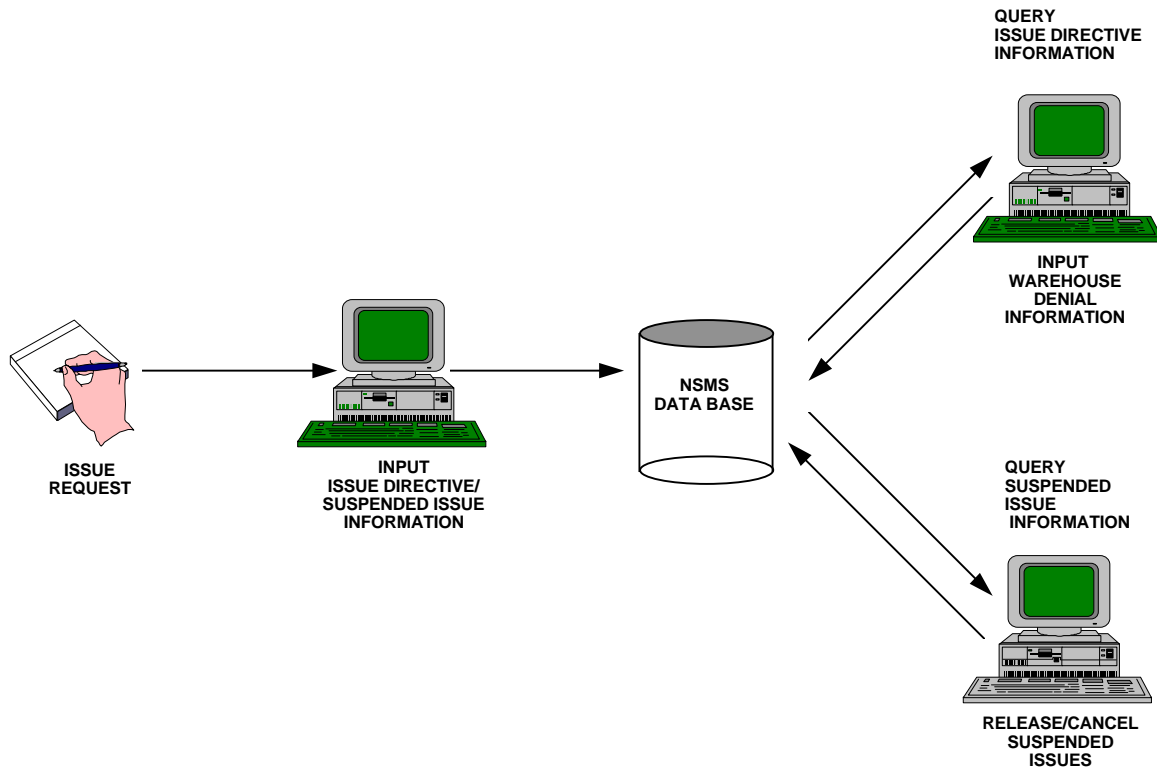 QUERY
ISSUE DIRECTIVE
INFORMATION
INPUT
WAREHOUSE
DENIAL
INFORMATION
ISSUE
REQUEST
INPUT
ISSUE DIRECTIVE/
SUSPENDED ISSUE
INFORMATION
NSMS
DATA BASE
QUERY
SUSPENDED
ISSUE
INFORMATION
RELEASE/CANCEL
SUSPENDED
ISSUES